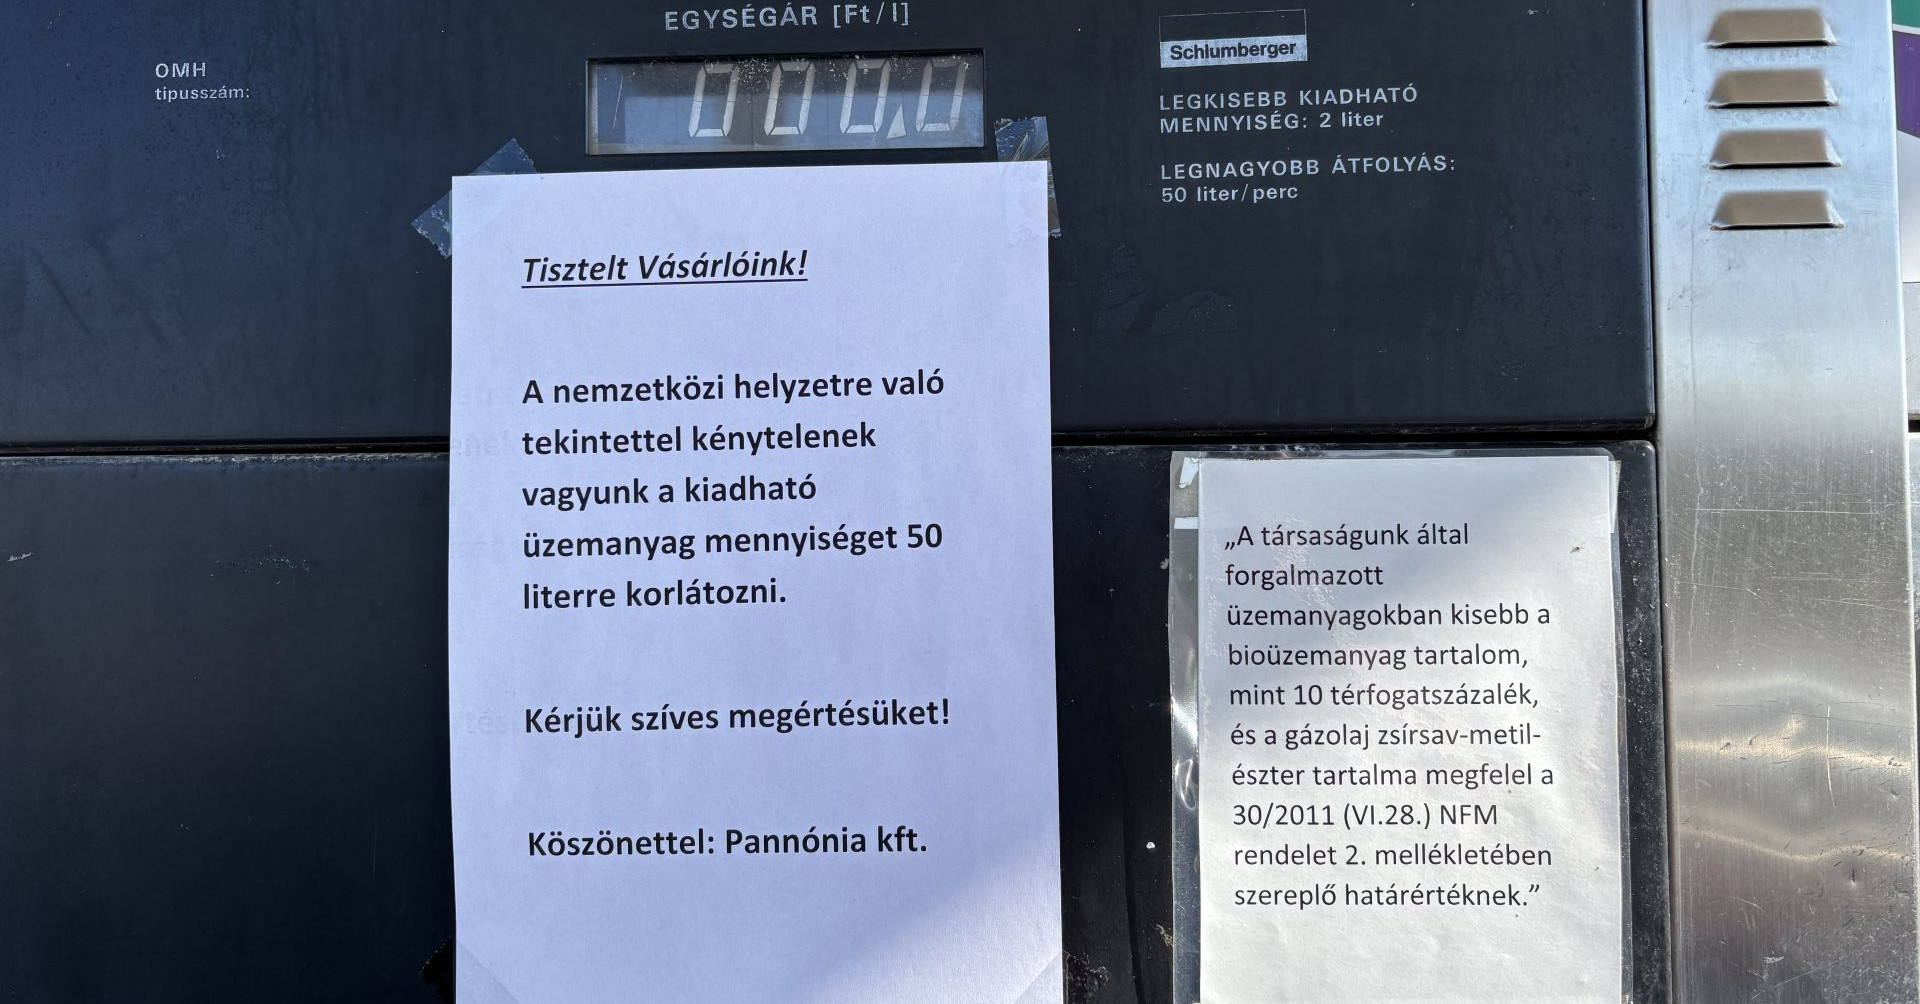 EGYSÉGÁR [Ft/l]
000,0
OMH
tipusszám:
Schlumberger
LEGKISEBB KIADHATÓ
MENNYISÉG: 2 liter
LEGNAGYOBB ÁTFOLYÁS:
50 liter/perc
Tisztelt Vásárlóink!
A nemzetközi helyzetre való
tekintettel kénytelenek
vagyunk a kiadható
üzemanyag mennyiséget 50
literre korlátozni.
Kérjük szíves megértésüket!
Köszönettel: Pannónia kft.
„A társaságunk által
forgalmazott
üzemanyagokban kisebb a
bioüzemanyag tartalom,
mint 10 térfogatszázalék,
és a gázolaj zsírsav-metil-
észter tartalma megfelel a
30/2011 (VI.28.) NFM
rendelet 2. mellékletében
szereplő határértéknek.”